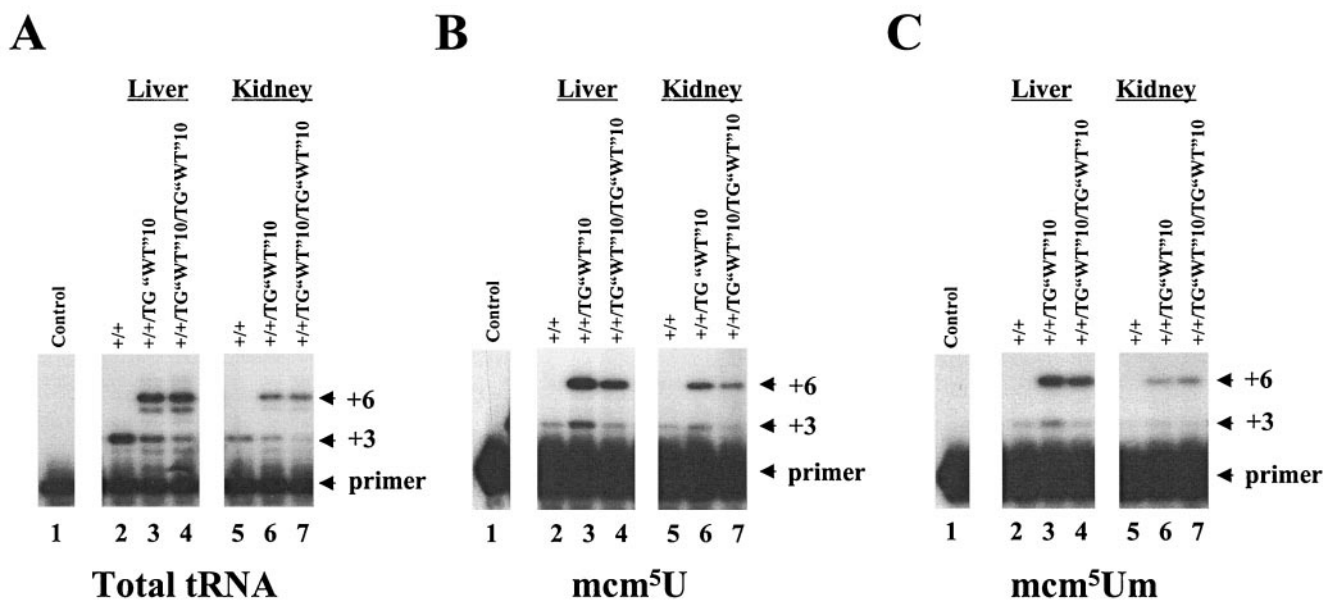 A
Liver Kidney
Control
+/+
+/+/TG“WT”10
+/+/TG“WT”10/TG“WT”10
+/+
+/+/TG“WT”10
+/+/TG“WT”10/TG“WT”10
+6
+3
primer
1 2 3 4 5 6 7
Total tRNA
B
Liver Kidney
Control
+/+
+/+/TG“WT”10
+/+/TG“WT”10/TG“WT”10
+/+
+/+/TG “WT”10
+/+/TG“WT”10/TG“WT”10
+6
+3
primer
1 2 3 4 5 6 7
mcm⁵U
C
Liver Kidney
Control
+/+
+/+/TG“WT”10
+/+/TG“WT”10/TG“WT”10
+/+
+/+/TG“WT”10
+/+/TG“WT”10/TG“WT”10
+6
+3
primer
1 2 3 4 5 6 7
mcm⁵Um